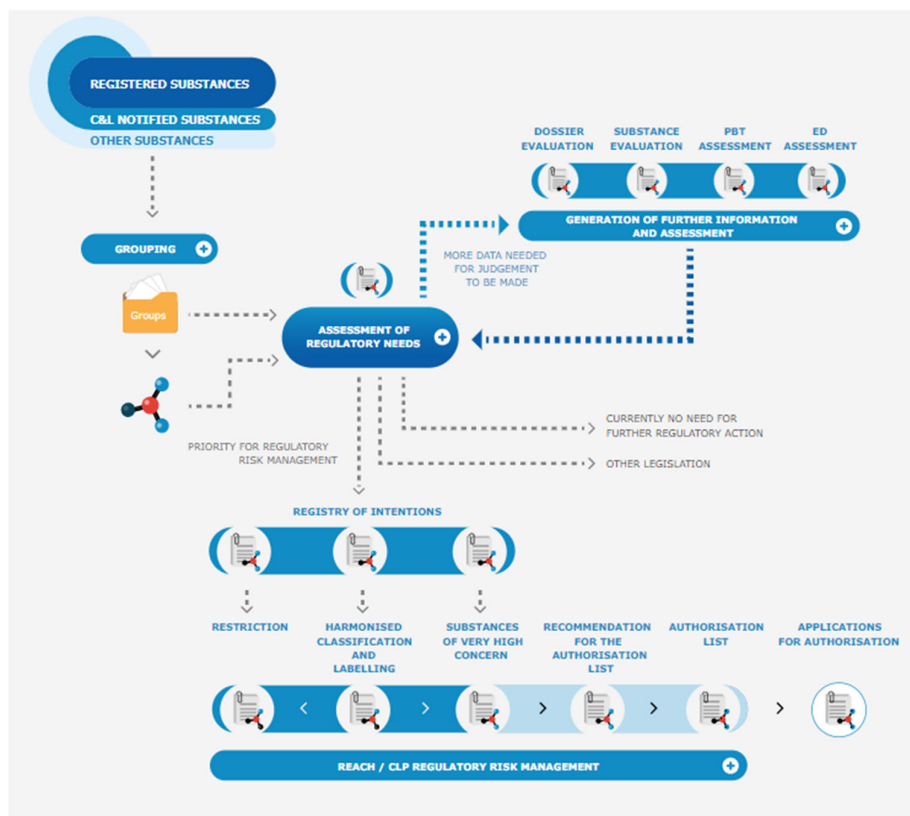 REGISTERED SUBSTANCES
C&L NOTIFIED SUBSTANCES
OTHER SUBSTANCES
DOSSIER
EVALUATION
SUBSTANCE
EVALUATION
PBT
ASSESSMENT
ED
ASSESSMENT
GENERATION OF FURTHER INFORMATION
AND ASSESSMENT
GROUPING
MORE DATA NEEDED
FOR JUDGEMENT
TO BE MADE
Groups
ASSESSMENT OF
REGULATORY NEEDS
PRIORITY FOR REGULATORY
RISK MANAGEMENT
CURRENTLY NO NEED FOR
FURTHER REGULATORY ACTION
OTHER LEGISLATION
REGISTRY OF INTENTIONS
RESTRICTION
HARMONISED
CLASSIFICATION
AND
LABELLING
SUBSTANCES
OF VERY HIGH
CONCERN
RECOMMENDATION
FOR THE
AUTHORISATION
LIST
AUTHORISATION
LIST
APPLICATIONS
FOR AUTHORISATION
REACH / CLP REGULATORY RISK MANAGEMENT